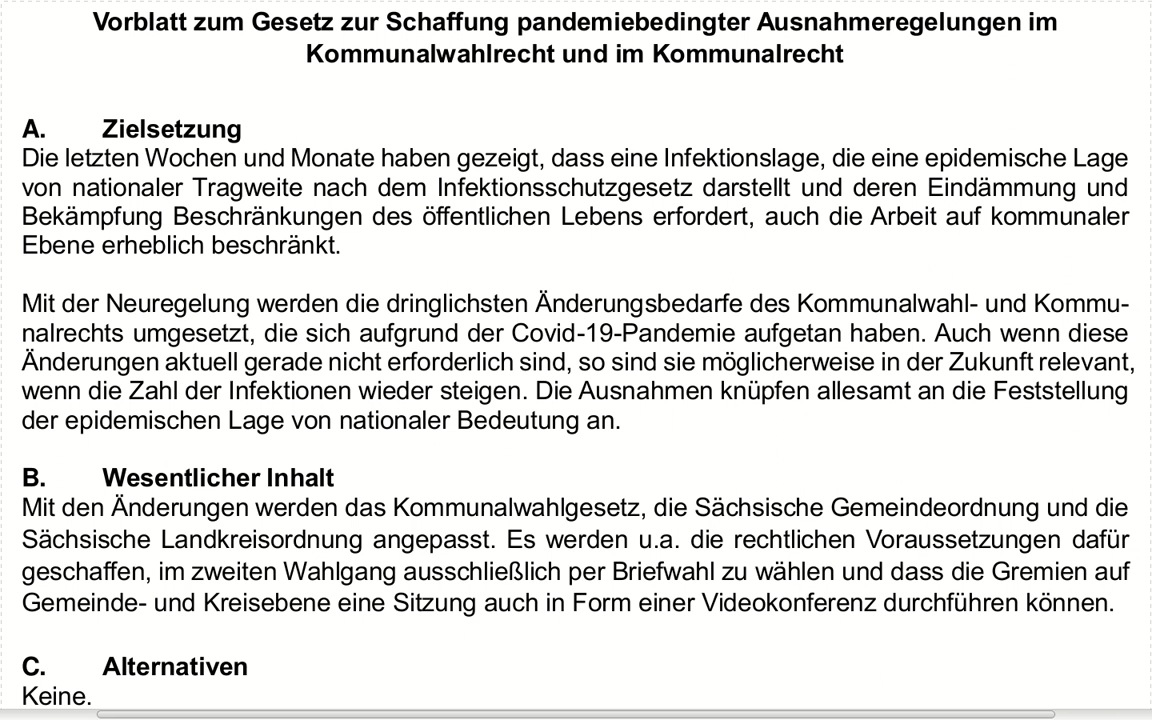 Vorblatt zum Gesetz zur Schaffung pandemiebedingter Ausnahmeregelungen im
Kommunalwahlrecht und im Kommunalrecht
A. Zielsetzung
Die letzten Wochen und Monate haben gezeigt, dass eine Infektionslage, die eine epidemische Lage
von nationaler Tragweite nach dem Infektionsschutzgesetz darstellt und deren Eindämmung und
Bekämpfung Beschränkungen des öffentlichen Lebens erfordert, auch die Arbeit auf kommunaler
Ebene erheblich beschränkt.
Mit der Neuregelung werden die dringlichsten Änderungsbedarfe des Kommunalwahl- und Kommu-
nalrechts umgesetzt, die sich aufgrund der Covid-19-Pandemie aufgetan haben. Auch wenn diese
Änderungen aktuell gerade nicht erforderlich sind, so sind sie möglicherweise in der Zukunft relevant,
wenn die Zahl der Infektionen wieder steigen. Die Ausnahmen knüpfen allesamt an die Feststellung
der epidemischen Lage von nationaler Bedeutung an.
B. Wesentlicher Inhalt
Mit den Änderungen werden das Kommunalwahlgesetz, die Sächsische Gemeindeordnung und die
Sächsische Landkreisordnung angepasst. Es werden u.a. die rechtlichen Voraussetzungen dafür
geschaffen, im zweiten Wahlgang ausschließlich per Briefwahl zu wählen und dass die Gremien auf
Gemeinde- und Kreisebene eine Sitzung auch in Form einer Videokonferenz durchführen können.
C. Alternativen
Keine.